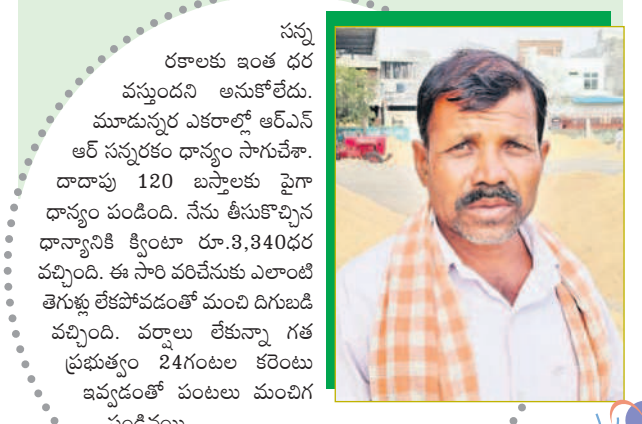 సన్న
రకాలకు ఇంత ధర
వస్తుందని అనుకోలేదు.
మూడున్నర ఎకరాల్లో ఆర్ఎన్
ఆర్ సన్నరకం ధాన్యం సాగుచేశా.
దాదాపు 120 బస్తాలకు పైగా
ధాన్యం పండింది. నేను తీసుకొచ్చిన
ధాన్యానికి క్వింటా రూ.3,340ధర
వచ్చింది. ఈ సారి వరిచేనుకు ఎలాంటి
తెగుళ్లు లేకపోవడంతో మంచి దిగుబడి
వచ్చింది. వర్షాలు లేకున్నా గత
ప్రభుత్వం 24గంటల కరెంటు
ఇవ్వడంతో పంటలు మంచిగ